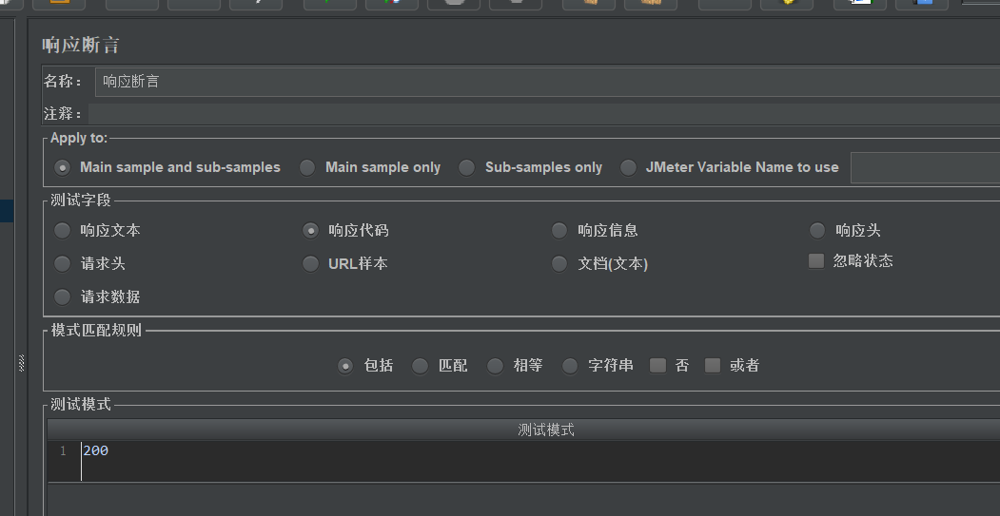 响应断言
名称： 响应断言
注释：
Apply to:
Main sample and sub-samples Main sample only Sub-samples only JMeter Variable Name to use
测试字段
响应文本 响应代码 响应信息 响应头
请求头 URL样本 文档(文本) 忽略状态
请求数据
模式匹配规则
包括 匹配 相等 字符串 否 或者
测试模式
测试模式
1 200